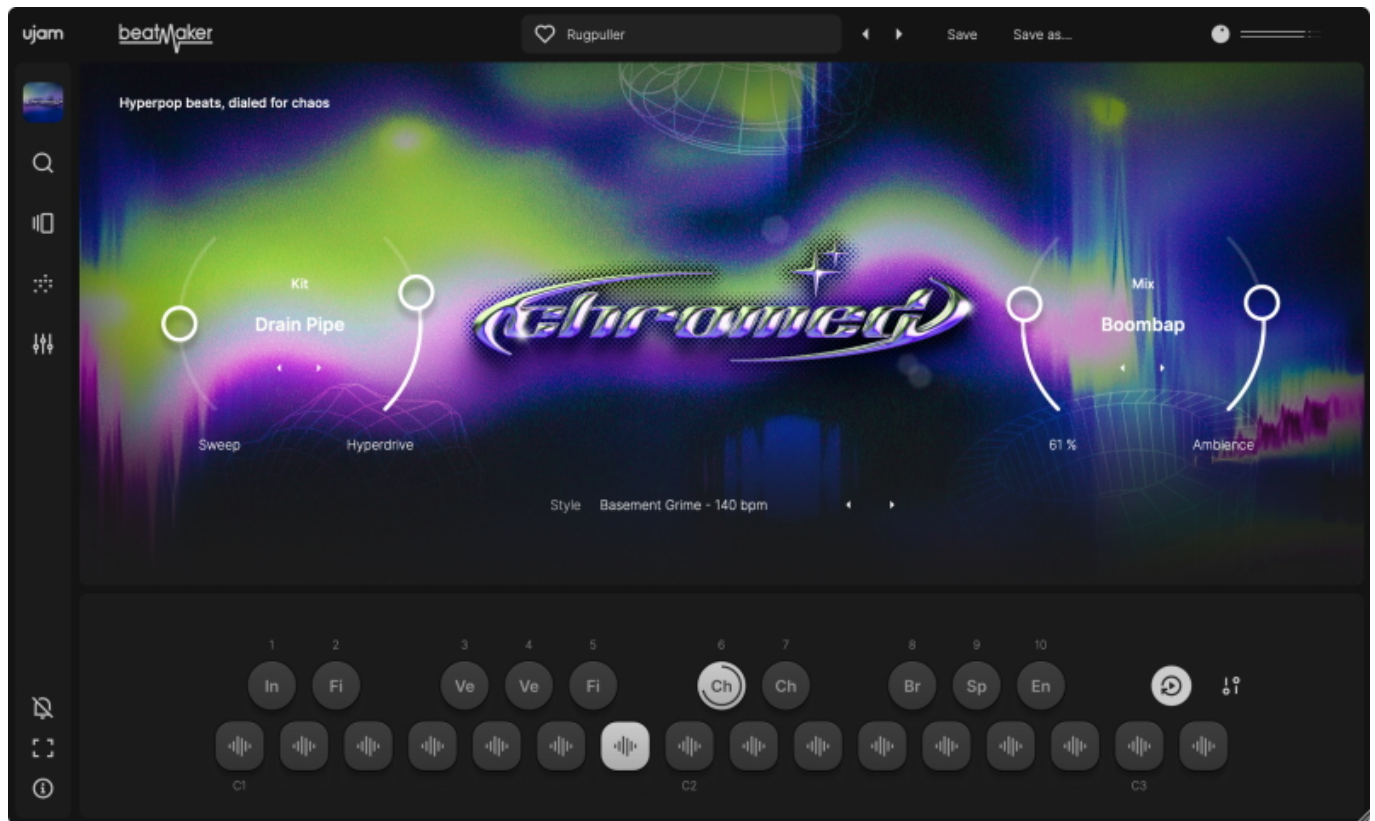 ujam
beatMaker
Rugpuller
Save
Save as...
Hyperpop beats, dialed for chaos
Kit
Drain Pipe
Sweep
Hyperdrive
chromed
Mix
Boombap
61 %
Ambience
Style Basement Grime - 140 bpm
1 2 3 4 5 6 7 8 9 10
In Fi Ve Ve Fi Ch Ch Br Sp En
C1 C2 C3